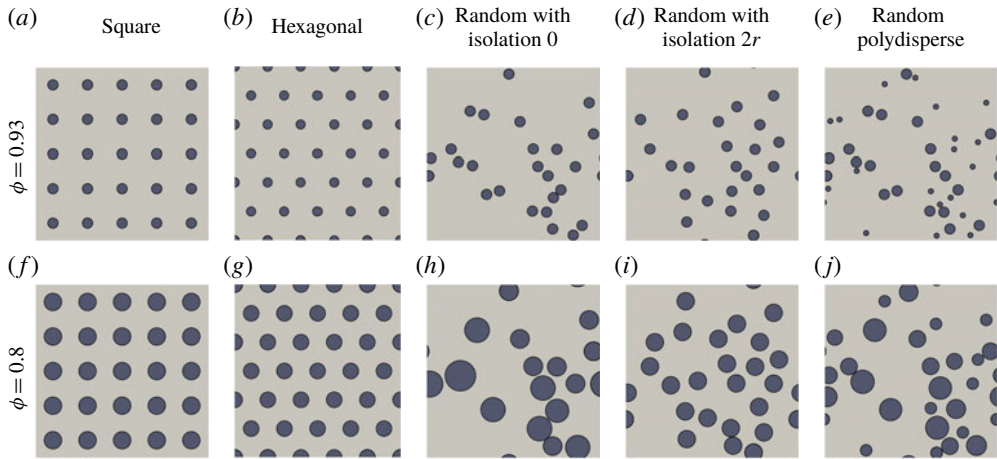 (a) Square
(b) Hexagonal
(c) Random with
isolation 0
(d) Random with
isolation 2r
(e) Random
polydisperse
ϕ = 0.93
(f)
(g)
(h)
(i)
(j)
ϕ = 0.8